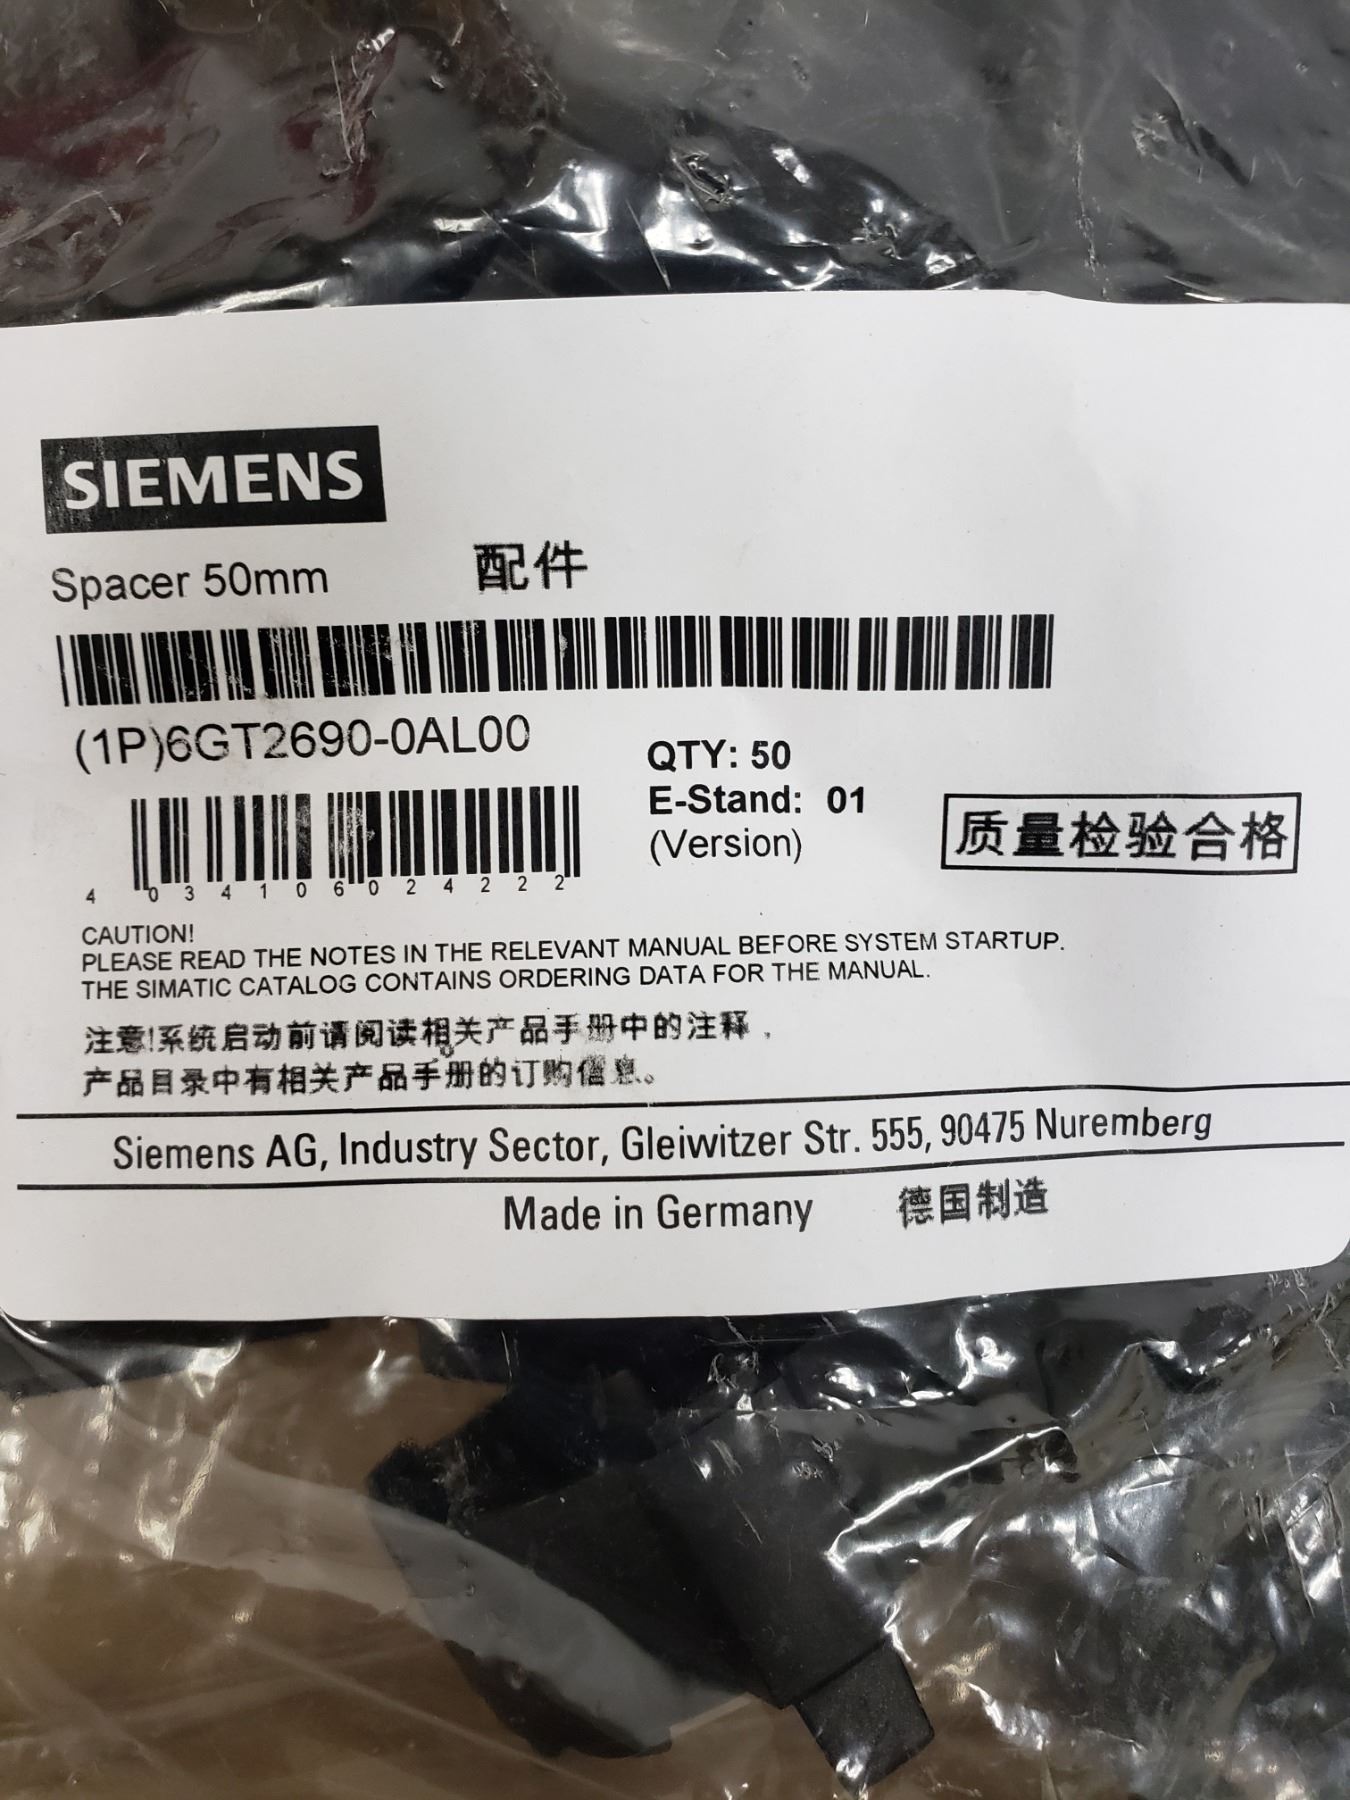 SIEMENS
Spacer 50mm 配件
(1P)6GT2690-0AL00
QTY: 50
E-Stand: 01
(Version)
质量检验合格
4 034106 024222
CAUTION!
PLEASE READ THE NOTES IN THE RELEVANT MANUAL BEFORE SYSTEM STARTUP.
THE SIMATIC CATALOG CONTAINS ORDERING DATA FOR THE MANUAL.
注意!系统启动前请阅读相关产品手册中的注释。
产品目录中有相关产品手册的订购信息。
Siemens AG, Industry Sector, Gleiwitzer Str. 555, 90475 Nuremberg
Made in Germany 德国制造